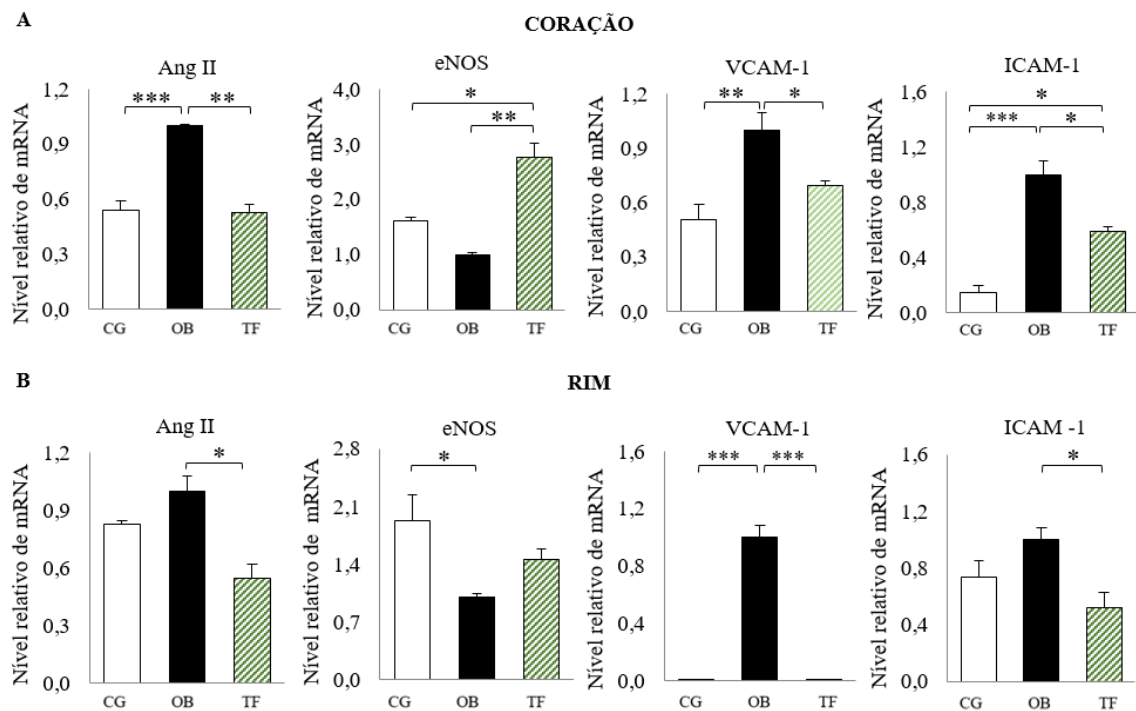 A
CORAÇÃO
Ang II
Nível relativo de mRNA
1,2
0,9
0,6
0,3
0,0
*** **
CG OB TF
eNOS
Nível relativo de mRNA
4,0
3,0
2,0
1,0
0,0
*
**
CG OB TF
VCAM-1
Nível relativo de mRNA
1,2
0,9
0,6
0,3
0,0
** *
CG OB TF
ICAM-1
Nível relativo de mRNA
1,6
1,2
0,8
0,4
0,0
*
*** *
CG OB TF
B
RIM
Ang II
Nível relativo de mRNA
1,2
0,9
0,6
0,3
0,0
*
CG OB TF
eNOS
Nível relativo de mRNA
2,8
2,1
1,4
0,7
0,0
*
CG OB TF
VCAM-1
Nível relativo de mRNA
1,6
1,2
0,8
0,4
0,0
*** ***
CG OB TF
ICAM -1
Nível relativo de mRNA
1,6
1,2
0,8
0,4
0,0
*
CG OB TF